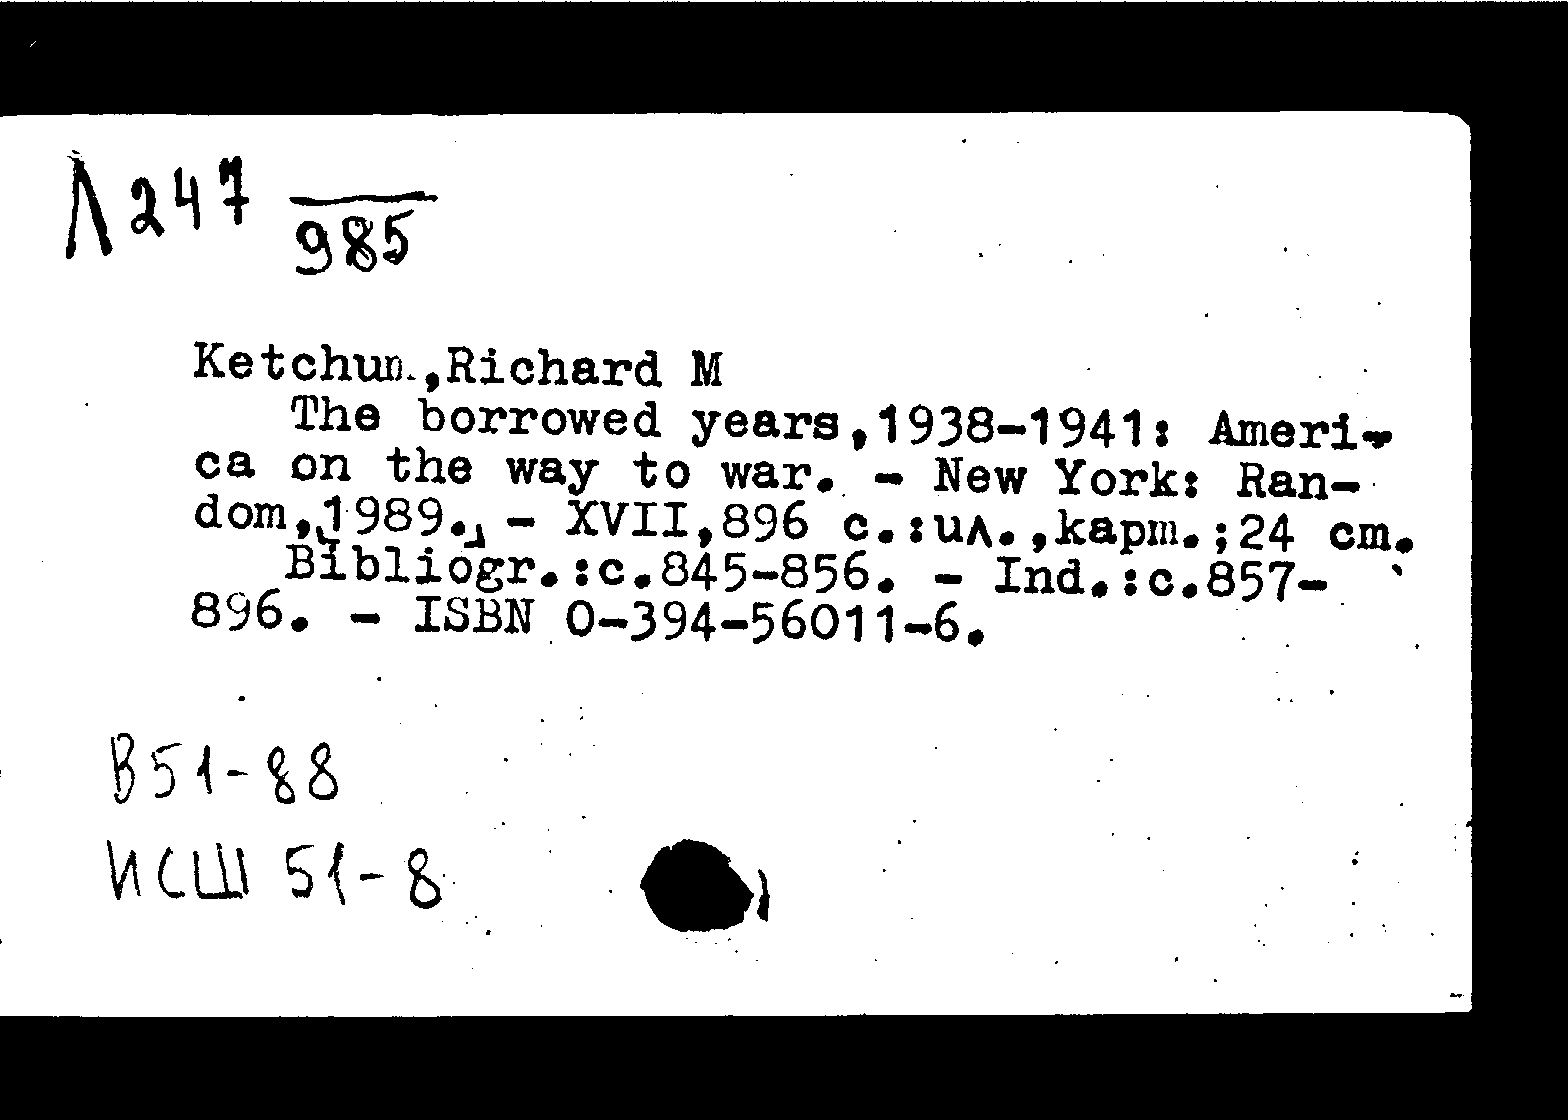 Л247 985
Ketchum,Richard M
The borrowed years,1938-1941: Ameri-
ca on the way to war. - New York: Ran-
dom,1989. - XVII,896 c.:ил.,карт.;24 cm.
Bibliogr.:c.845-856. - Ind.:c.857-
896. - ISBN 0-394-56011-6.
В51-88
ИСШ 51-8